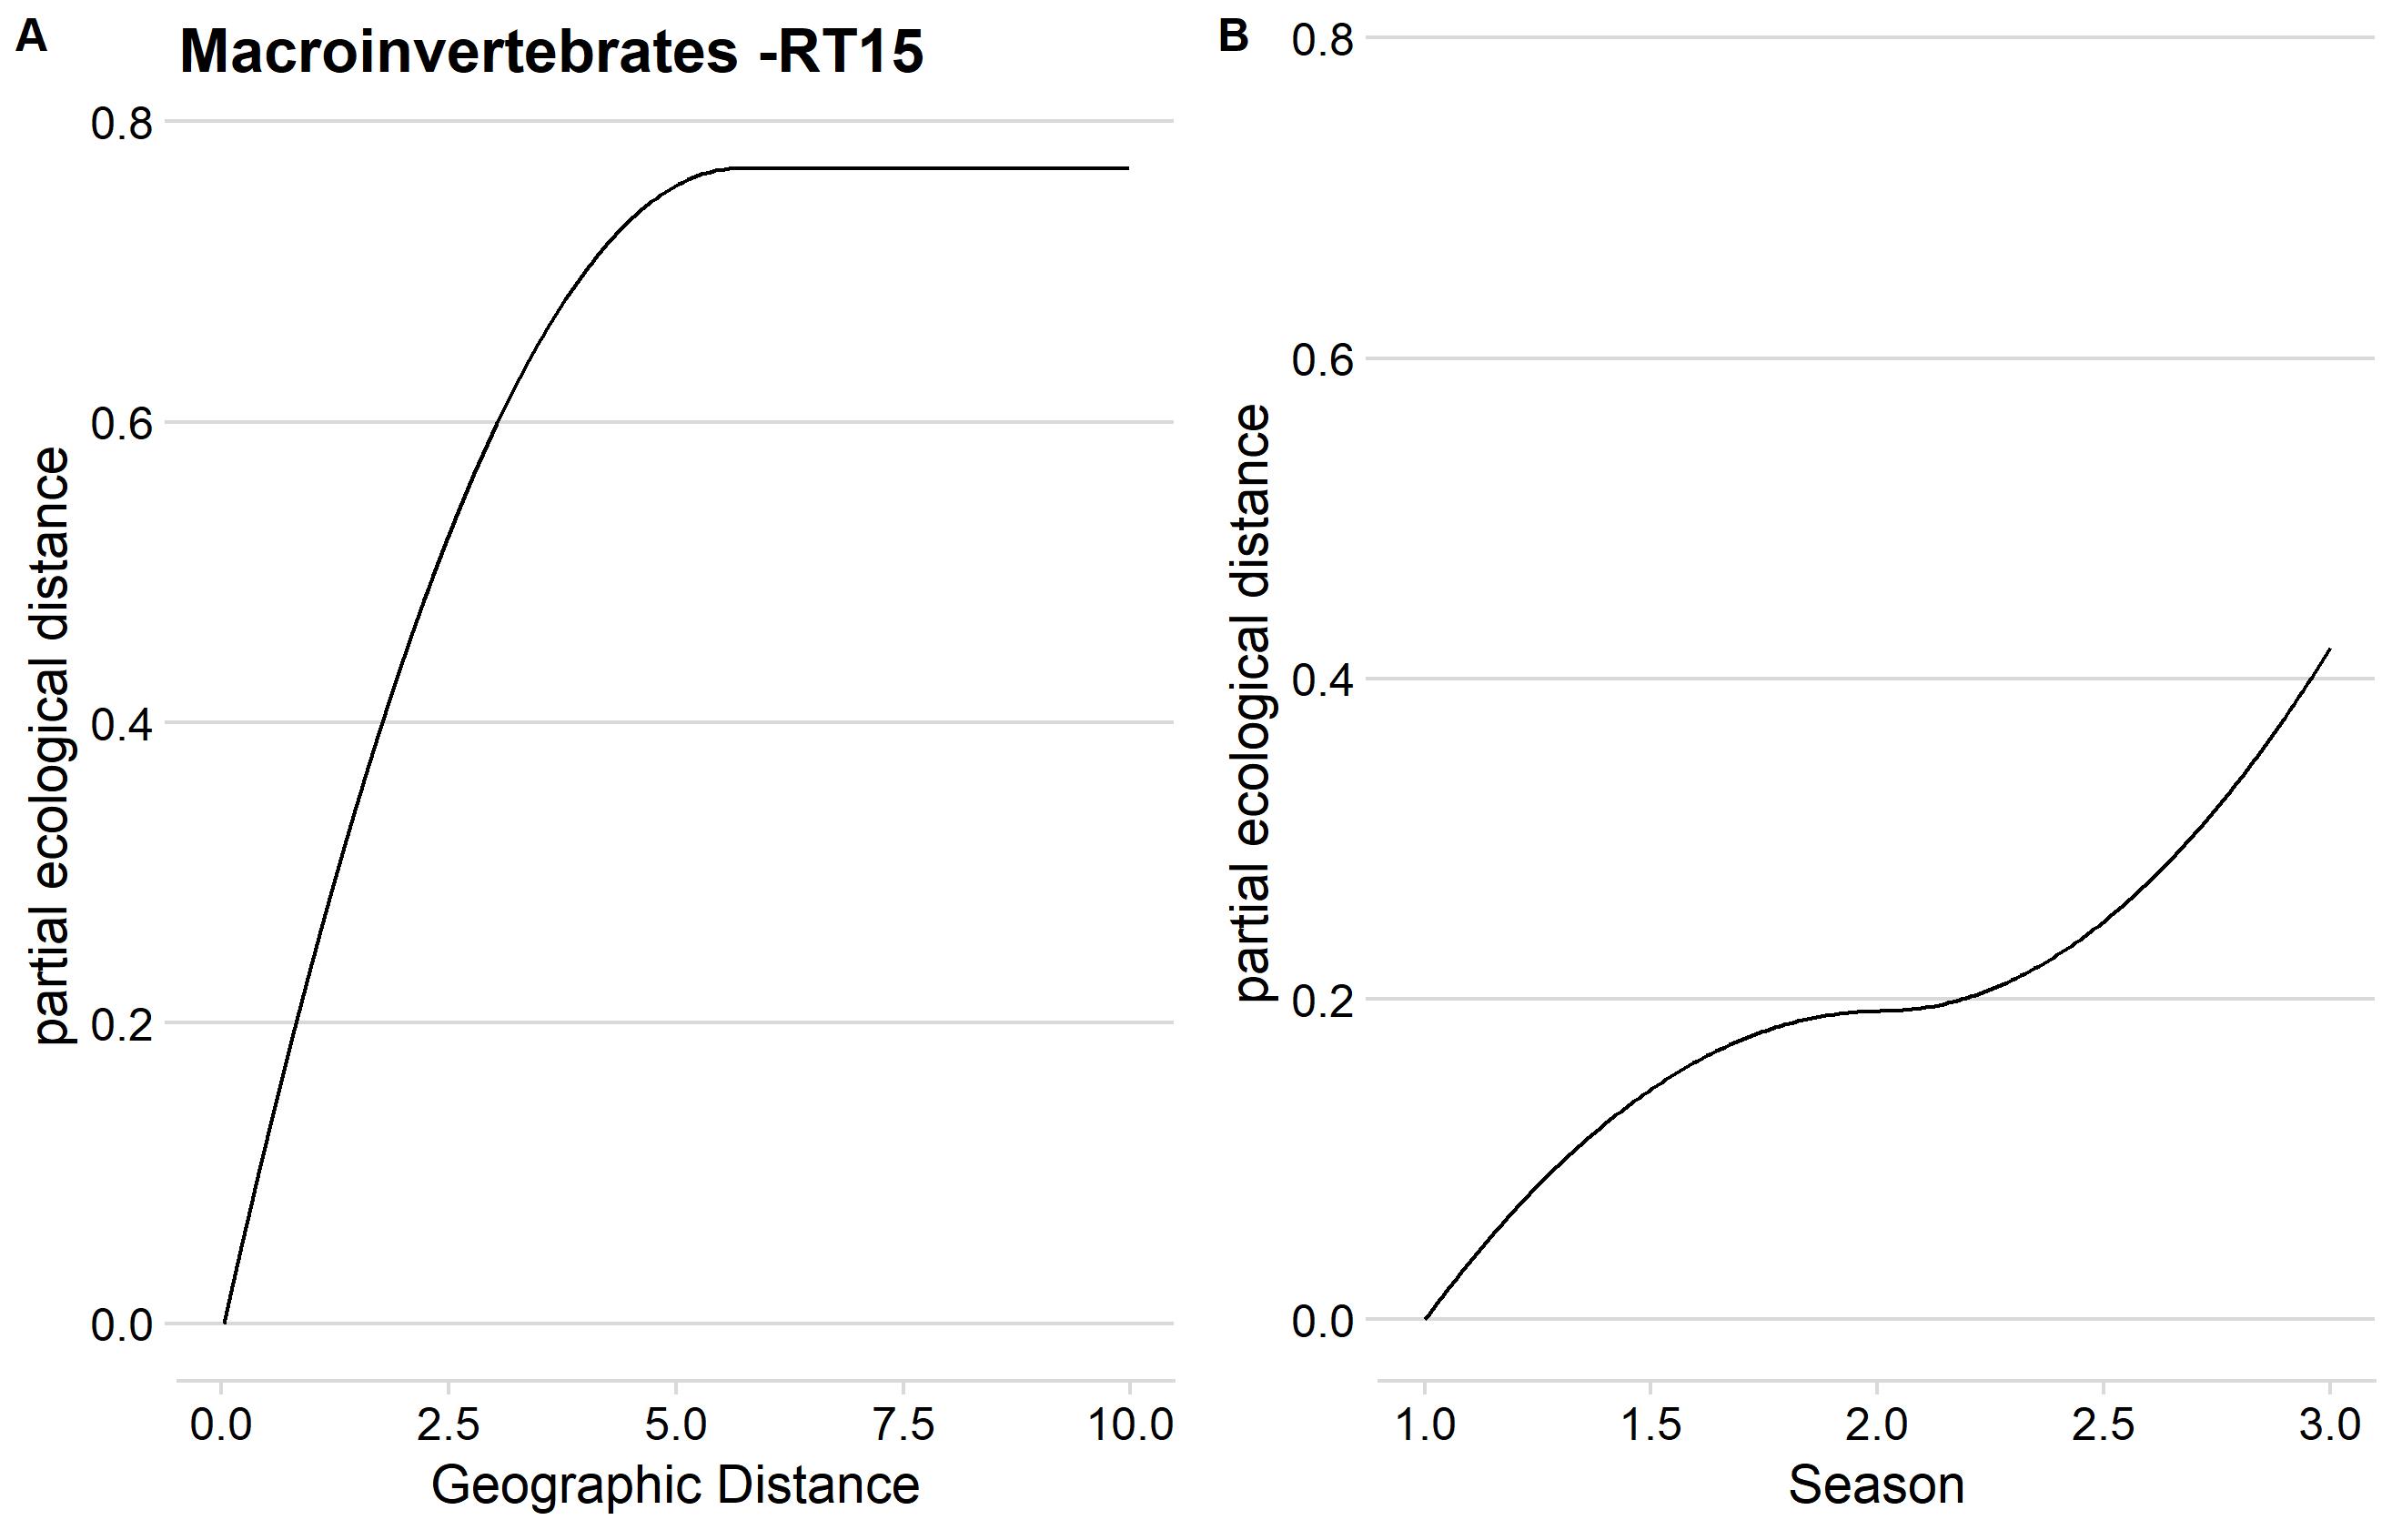 A
Macroinvertebrates -RT15
0.8
0.6
0.4
0.2
0.0
partial ecological distance
0.0 2.5 5.0 7.5 10.0
Geographic Distance
B
0.8
0.6
0.4
0.2
0.0
partial ecological distance
1.0 1.5 2.0 2.5 3.0
Season